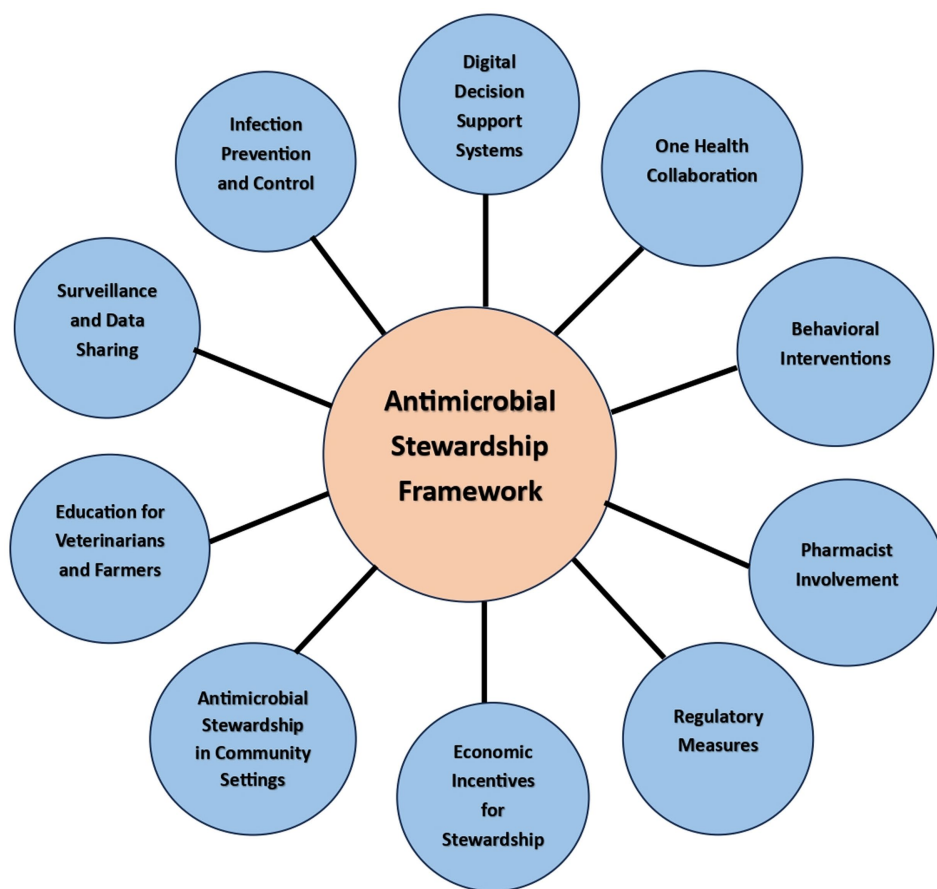 Digital
Decision
Support
Systems
One Health
Collaboration
Behavioral
Interventions
Pharmacist
Involvement
Regulatory
Measures
Economic
Incentives
for
Stewardship
Antimicrobial
Stewardship
in Community
Settings
Education for
Veterinarians
and Farmers
Surveillance
and Data
Sharing
Infection
Prevention
and Control
Antimicrobial
Stewardship
Framework